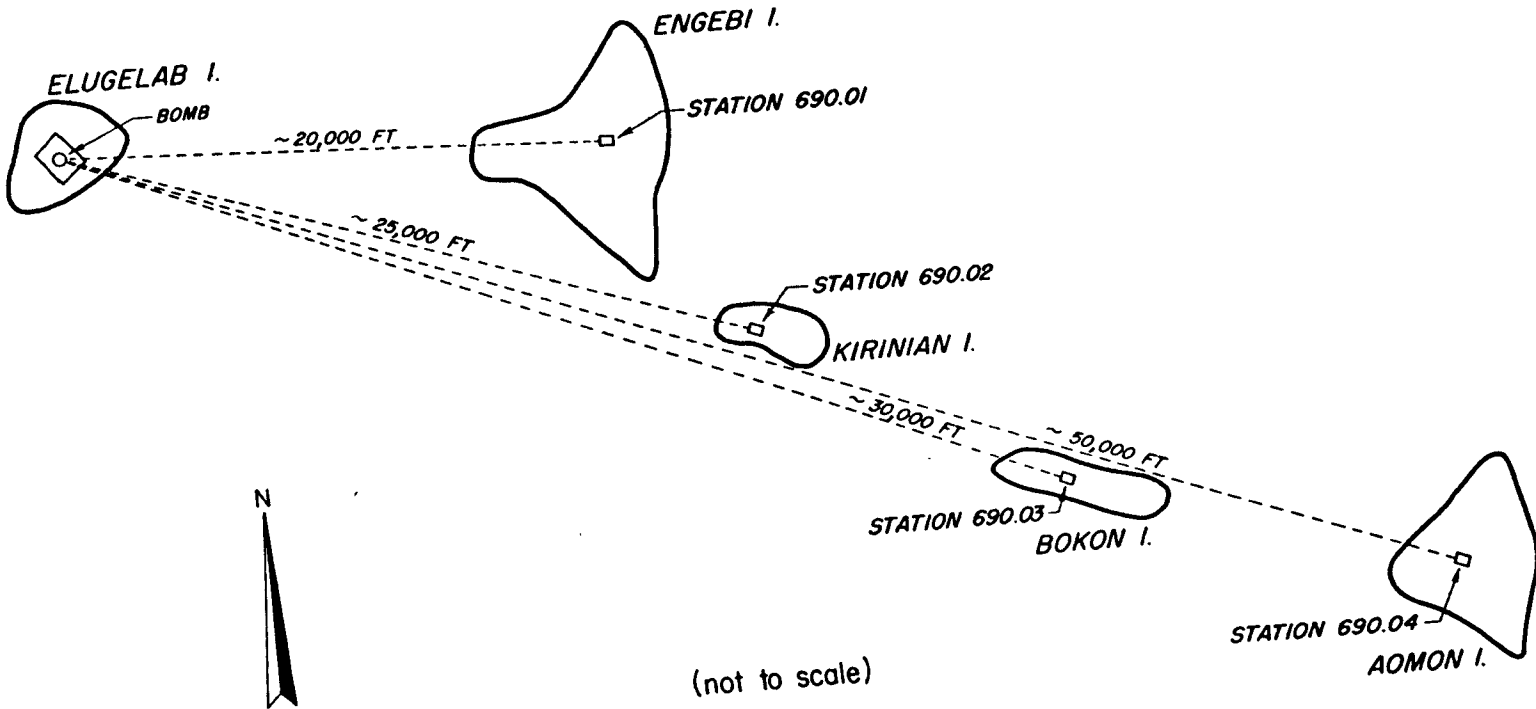 ENGEBI I.
ELUGELAB I.
BOMB
STATION 690.01
~20,000 FT
~ 25,000 FT
STATION 690.02
KIRINIAN I.
~ 30,000 FT
~ 50,000 FT
N
STATION 690.03
BOKON I.
STATION 690.04
AOMON I.
(not to scale)